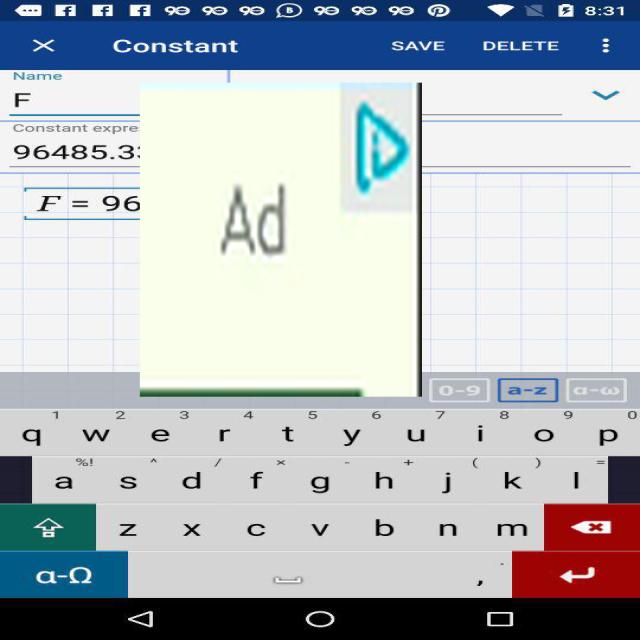 8:31
Constant SAVE DELETE
Name
F
Constant expre
96485.33
F = 96
Ad
0-9 a-z α-ω
1 2 3 4 5 6 7 8 9 0
q w e r t y u i o p
%! ^ / × - + ( ) =
a s d f g h j k l
z x c v b n m
α-Ω ,